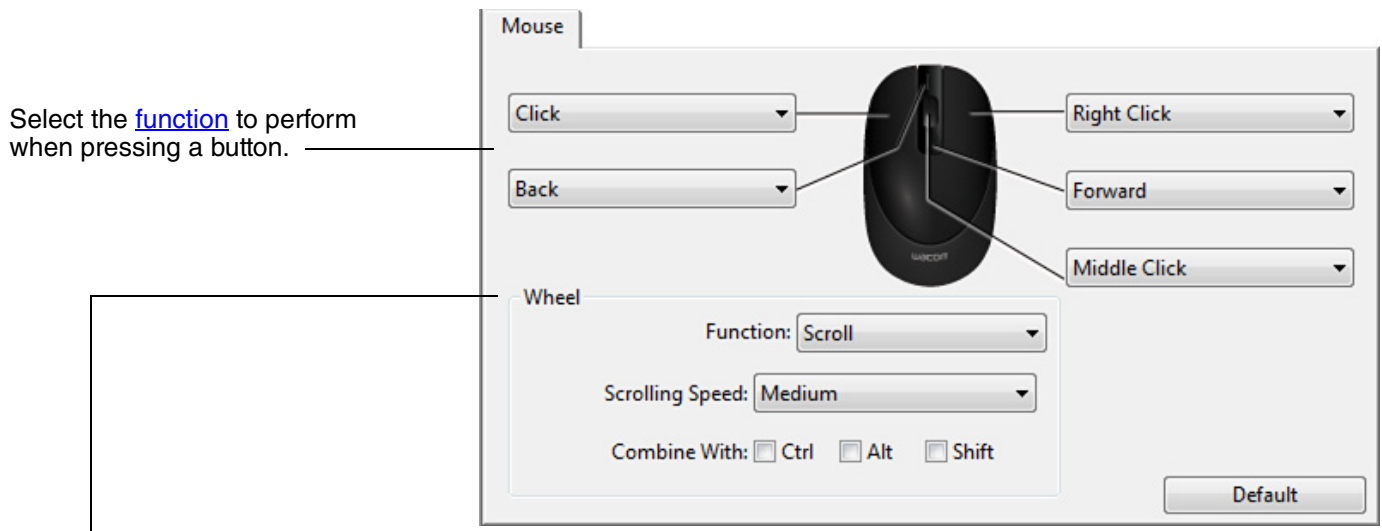 Mouse
Select the function to perform
when pressing a button.
Click
Right Click
Back
Forward
Middle Click
wacom
Wheel
Function: Scroll
Scrolling Speed: Medium
Combine With: Ctrl Alt Shift
Default